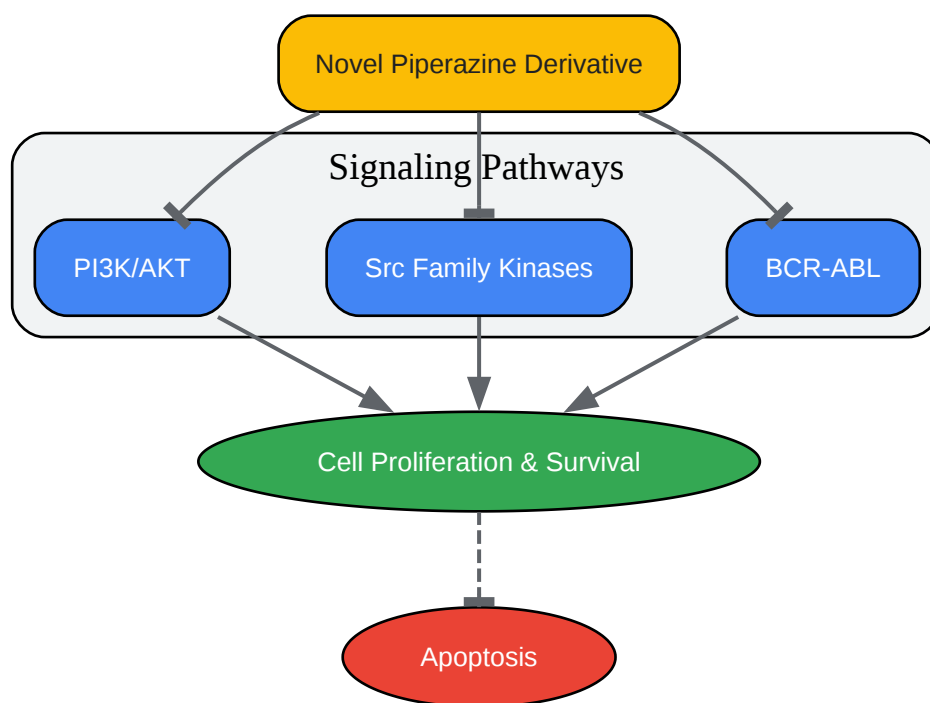 Novel Piperazine Derivative
Signaling Pathways
PI3K/AKT
Src Family Kinases
BCR-ABL
Cell Proliferation & Survival
Apoptosis